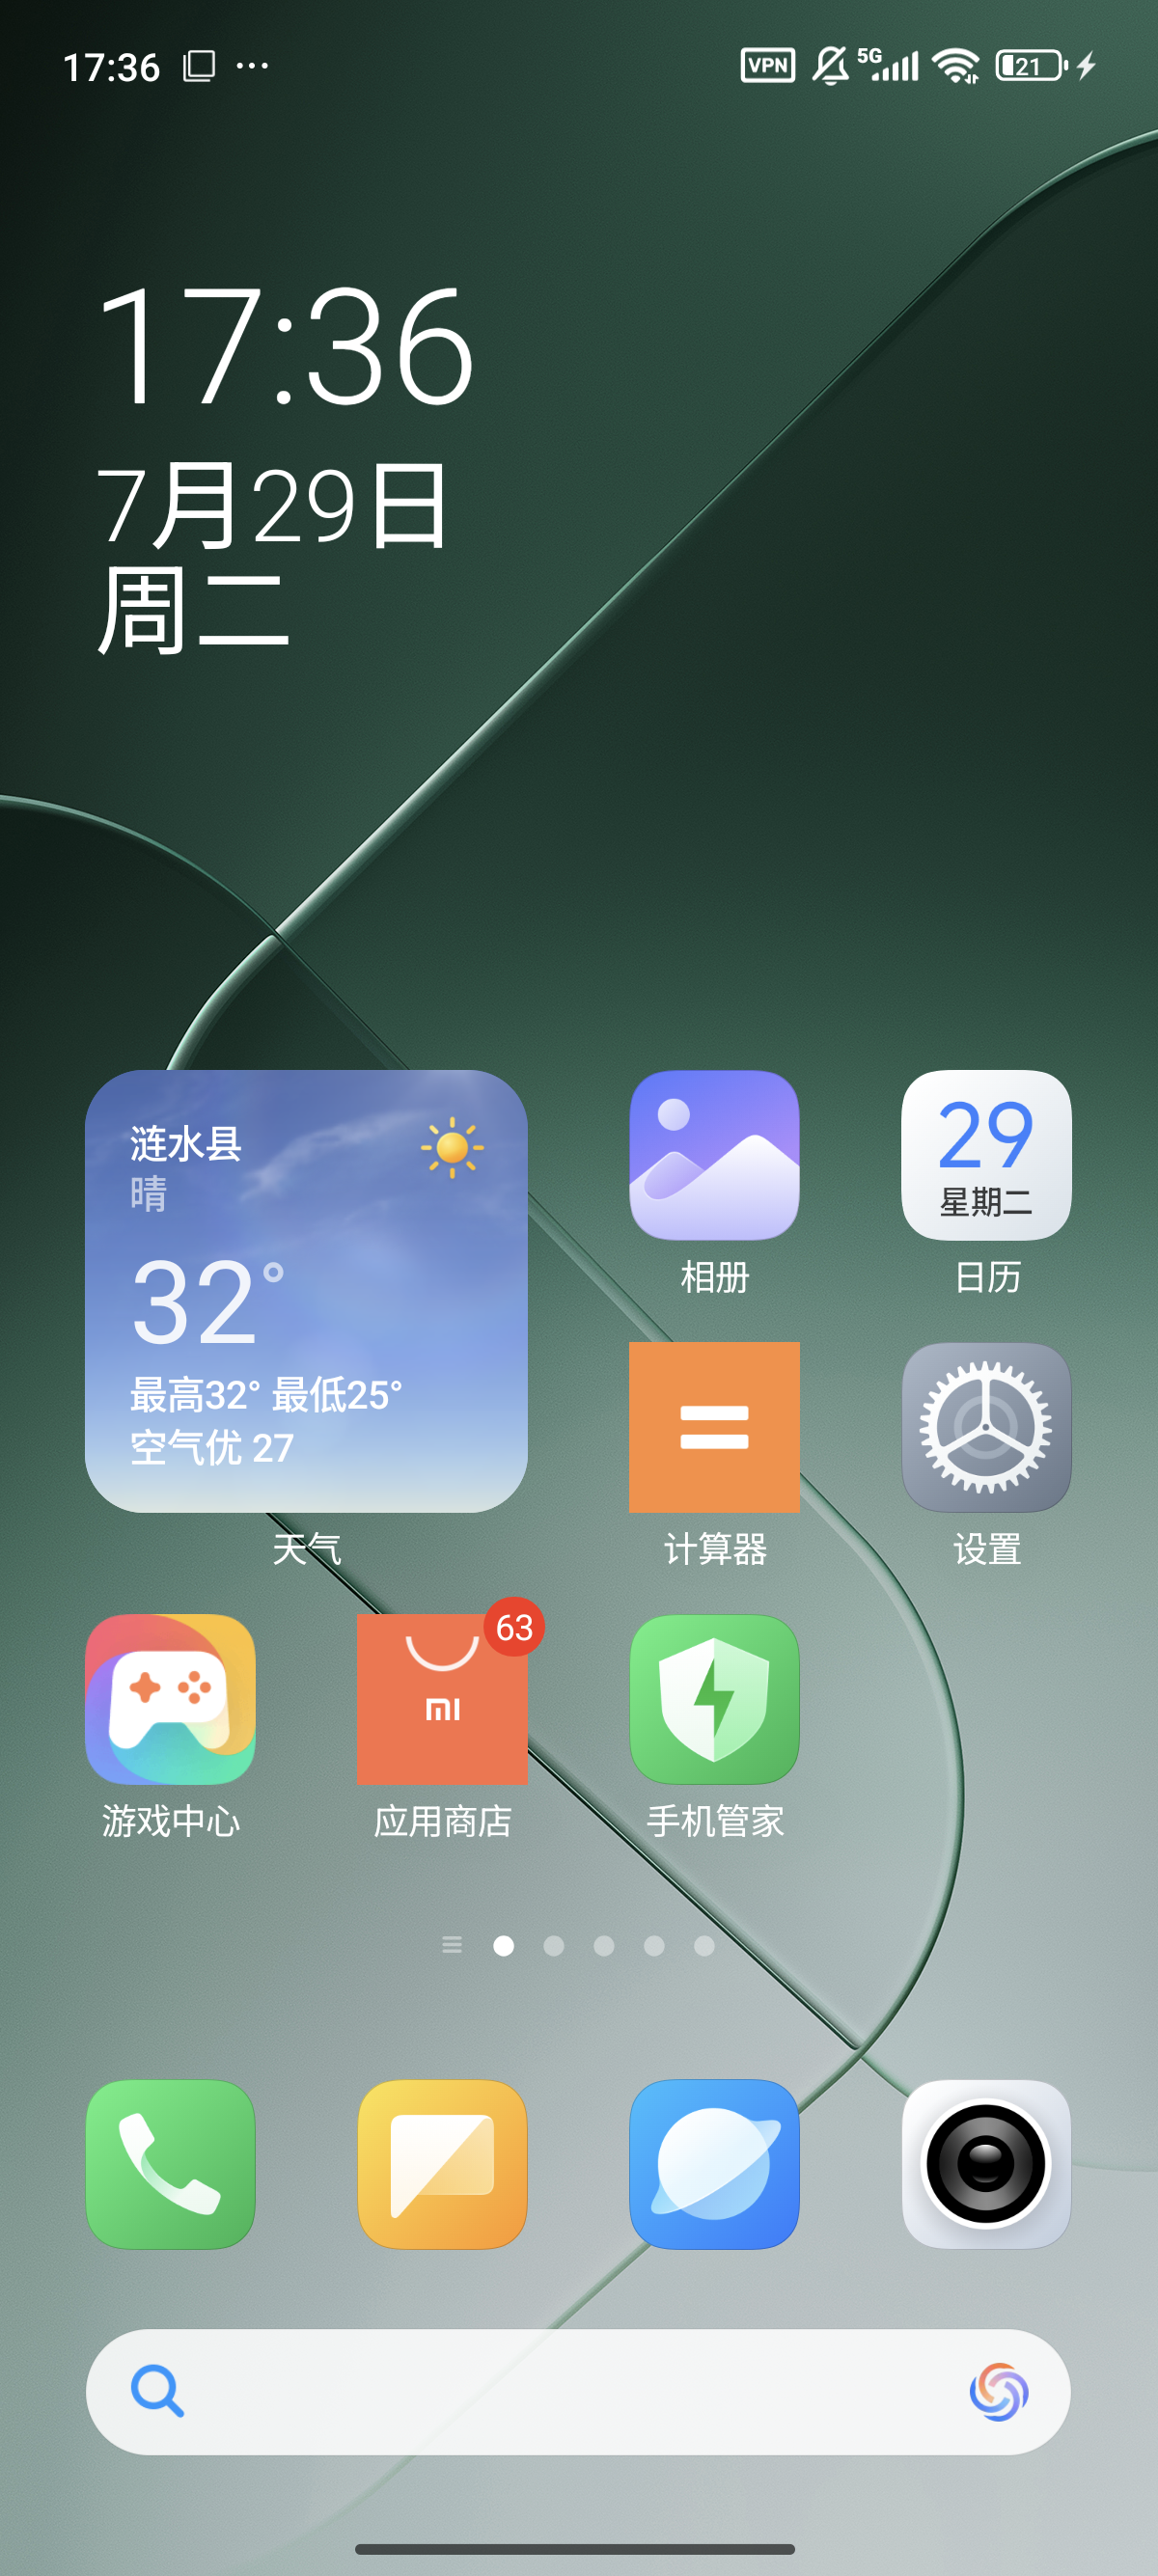 17:36
VPN
5G
21
17:36
7月29日
周二
涟水县
晴
32°
最高32° 最低25°
空气优 27
天气
相册
29
星期二
日历
计算器
设置
游戏中心
63
mi
应用商店
手机管家